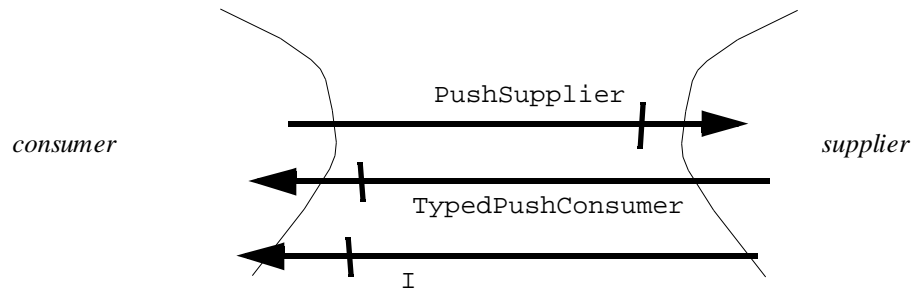 PushSupplier
consumer
supplier
TypedPushConsumer
I